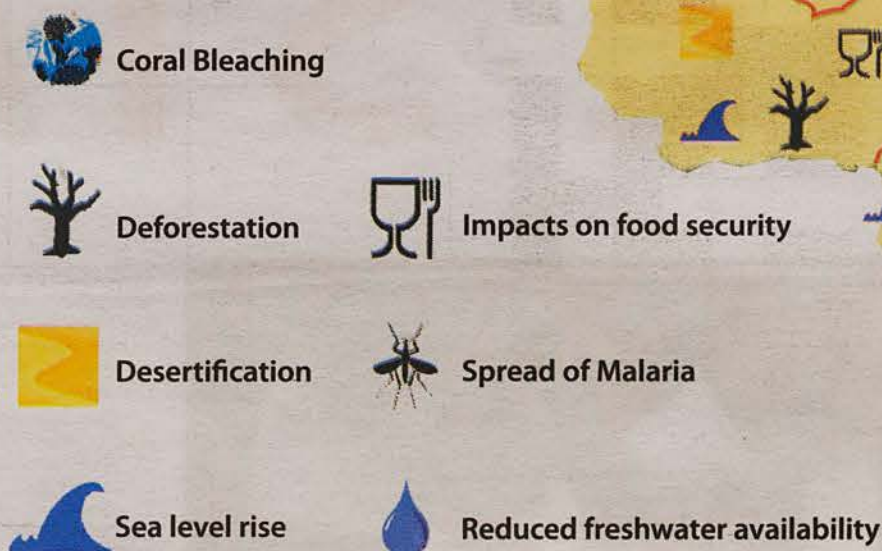 Coral Bleaching
Deforestation
Impacts on food security
Desertification
Spread of Malaria
Sea level rise
Reduced freshwater availability